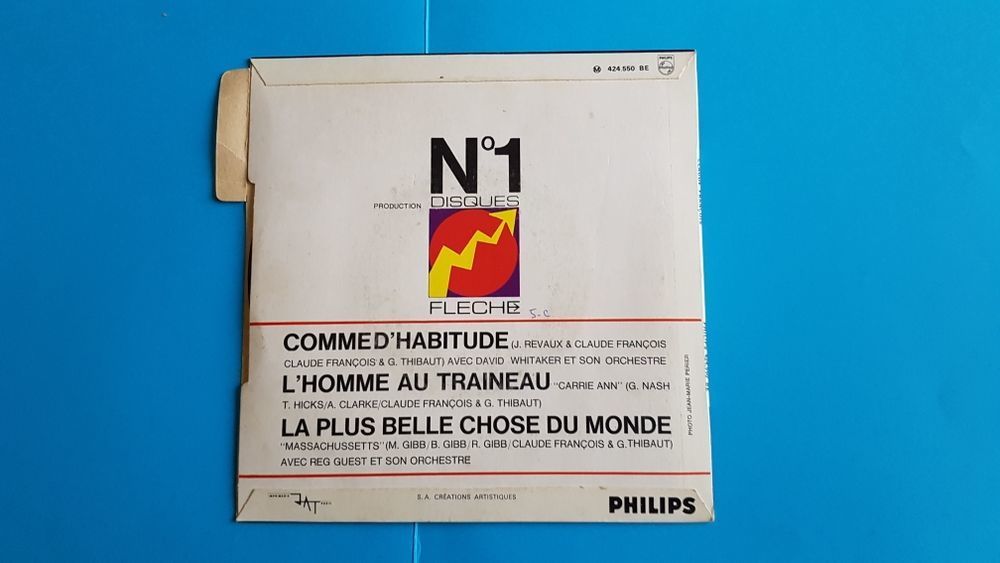 M 424.550 BE
PHILIPS
N°1
PRODUCTION DISQUES
FLECHE
5-C
COMME D'HABITUDE (J. REVAUX & CLAUDE FRANÇOIS
CLAUDE FRANÇOIS & G. THIBAUT) AVEC DAVID WHITAKER ET SON ORCHESTRE
L'HOMME AU TRAINEAU "CARRIE ANN" (G. NASH
T. HICKS/A. CLARKE/CLAUDE FRANÇOIS & G. THIBAUT)
LA PLUS BELLE CHOSE DU MONDE
"MASSACHUSSETTS" (M. GIBB/B. GIBB/R. GIBB/CLAUDE FRANÇOIS & G.THIBAUT)
AVEC REG GUEST ET SON ORCHESTRE
PHOTO JEAN-MARIE PERIER
JAT PARIS
S.A. CRÉATIONS ARTISTIQUES
PHILIPS